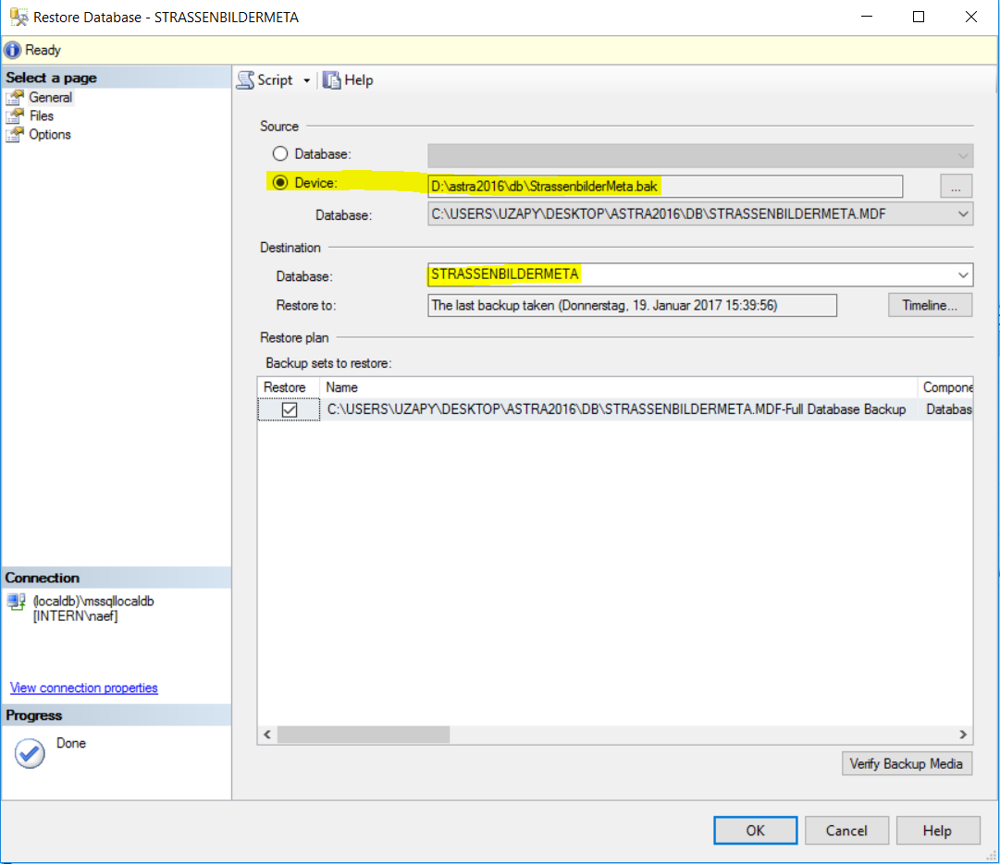 Restore Database - STRASSENBILDERMETA
Ready
Select a page
General
Files
Options
Script
Help
Source
Database:
Device:
D:\astra2016\db\StrassenbilderMeta.bak
...
Database:
C:\USERS\UZAPY\DESKTOP\ASTRA2016\DB\STRASSENBILDERMETA.MDF
Destination
Database:
STRASSENBILDERMETA
Restore to:
The last backup taken (Donnerstag, 19. Januar 2017 15:39:56)
Timeline...
Restore plan
Backup sets to restore:
Restore Name Compone
C:\USERS\UZAPY\DESKTOP\ASTRA2016\DB\STRASSENBILDERMETA.MDF-Full Database Backup Databas
Connection
(localdb)\mssqllocaldb
[INTERN\naef]
View connection properties
Progress
Done
Verify Backup Media
OK
Cancel
Help